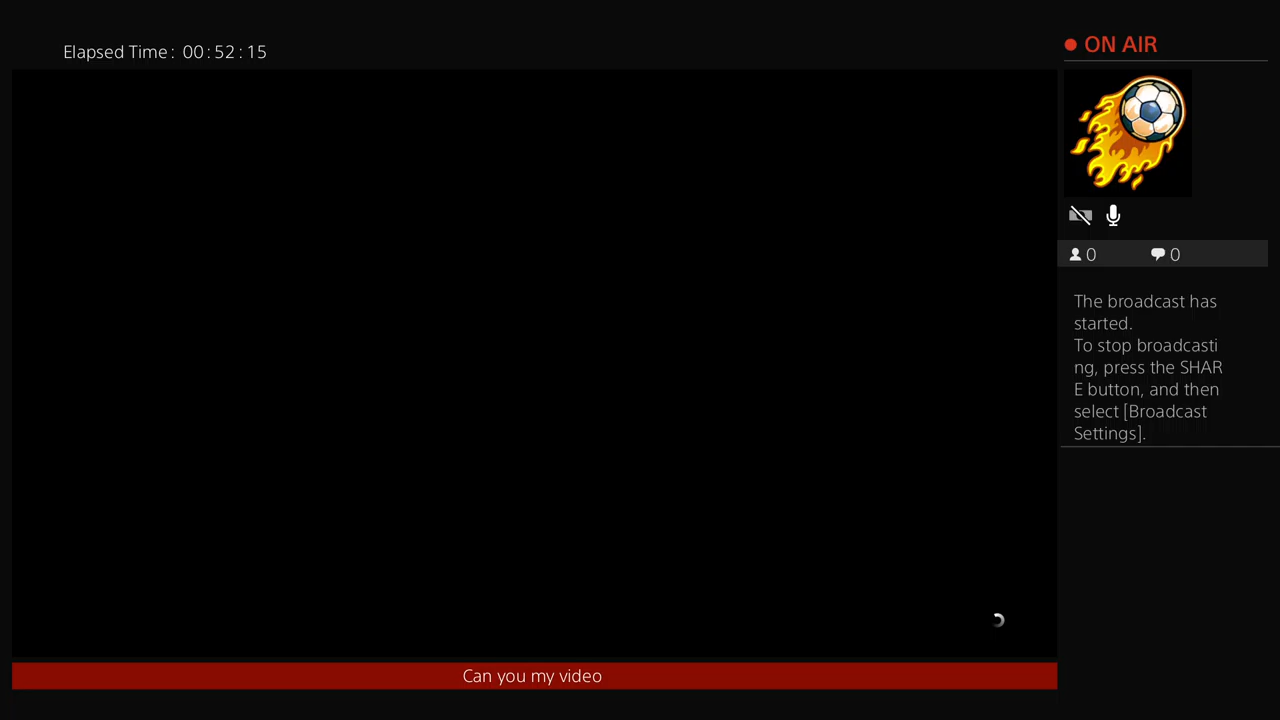 Elapsed Time: 00:52:15
ON AIR
0 0
The broadcast has
started.
To stop broadcasti
ng, press the SHAR
E button, and then
select [Broadcast
Settings].
Can you my video